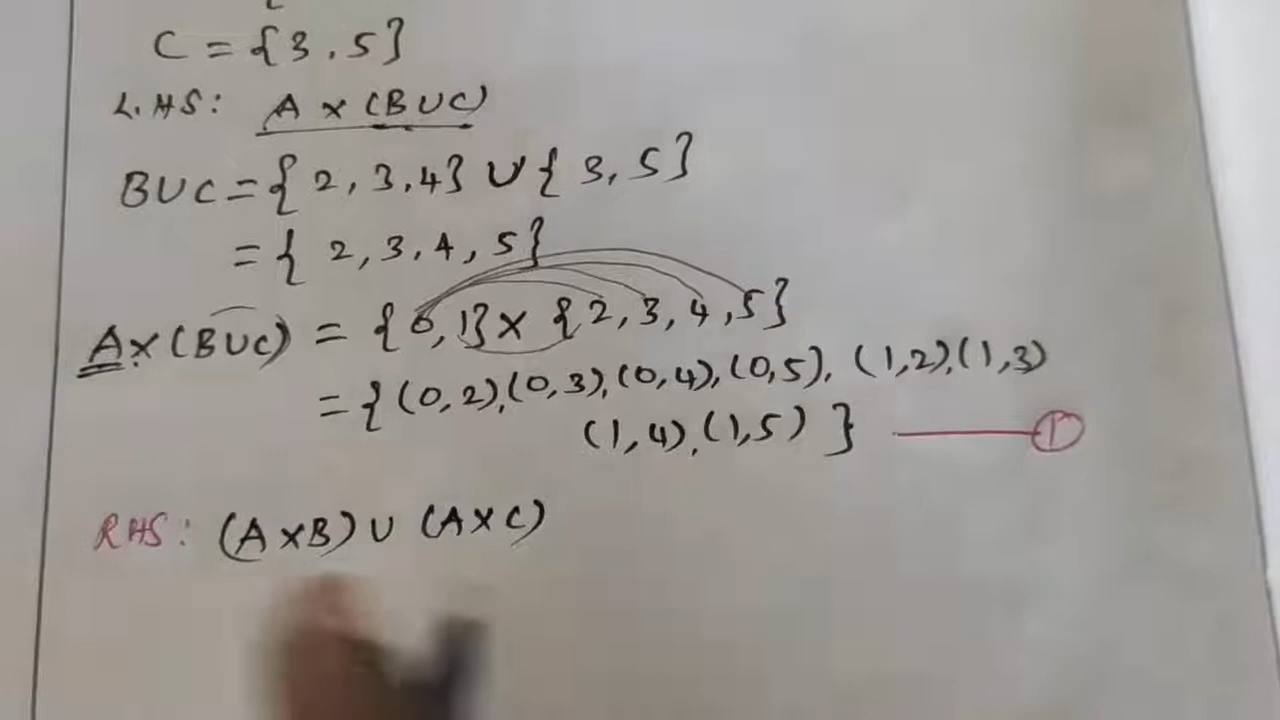 C = {3, 5}
L.HS: A × (B∪C)
B∪C = {2, 3, 4} ∪ {3, 5}
= {2, 3, 4, 5}
A × (B∪C) = {0, 1} × {2, 3, 4, 5}
= {(0,2), (0,3), (0,4), (0,5), (1,2), (1,3)
(1,4), (1,5)} — ①
RHS: (A×B) ∪ (A×C)